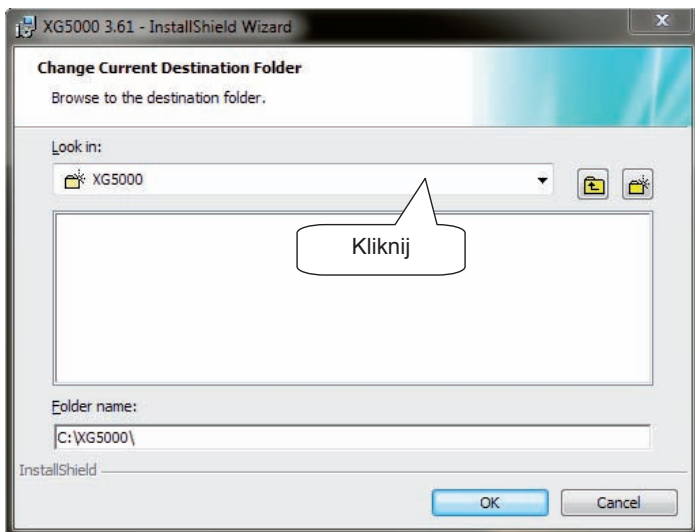 XG5000 3.61 - InstallShield Wizard
Change Current Destination Folder
Browse to the destination folder.
Look in:
XG5000
Kliknij
Folder name:
C:\XG5000\
InstallShield
OK
Cancel